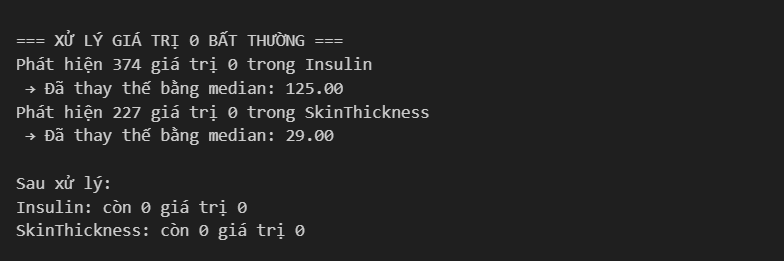 === XỬ LÝ GIÁ TRỊ 0 BẤT THƯỜNG ===
Phát hiện 374 giá trị 0 trong Insulin
→ Đã thay thế bằng median: 125.00
Phát hiện 227 giá trị 0 trong SkinThickness
→ Đã thay thế bằng median: 29.00
Sau xử lý:
Insulin: còn 0 giá trị 0
SkinThickness: còn 0 giá trị 0